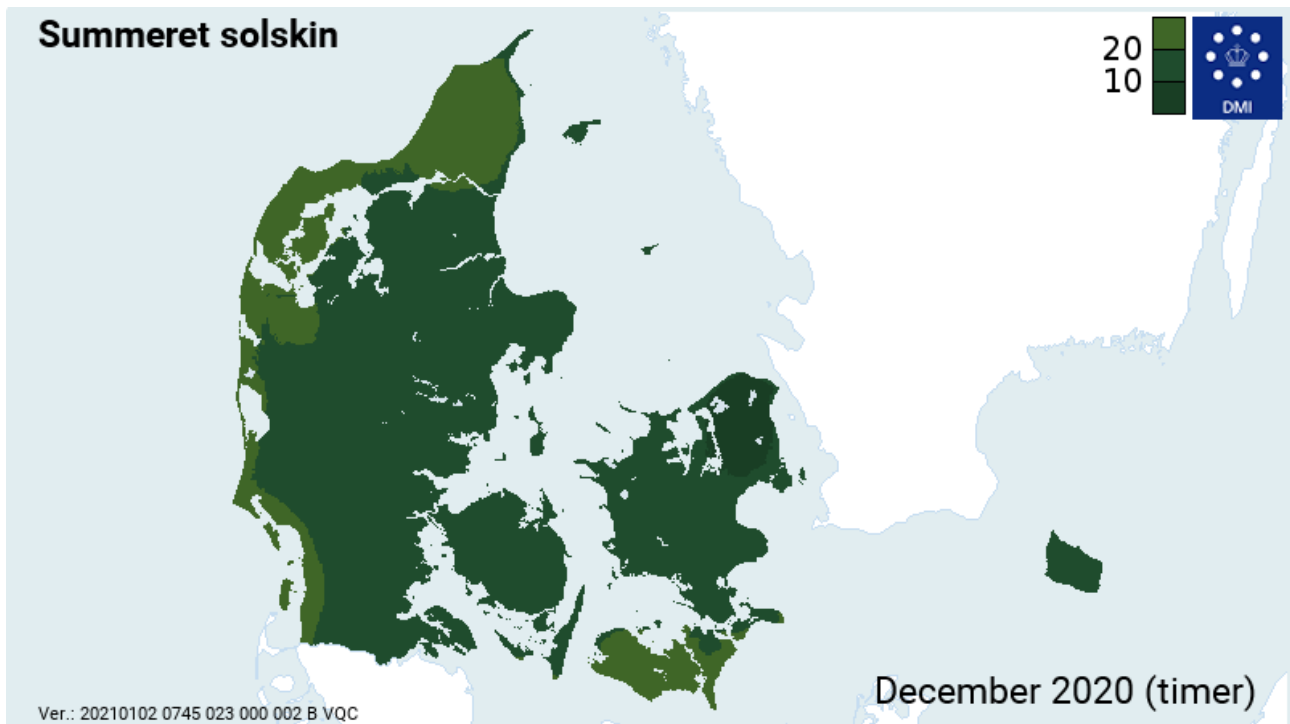 Summeret solskin
20
10
DMI
December 2020 (timer)
Ver.: 20210102 0745 023 000 002 B VQC